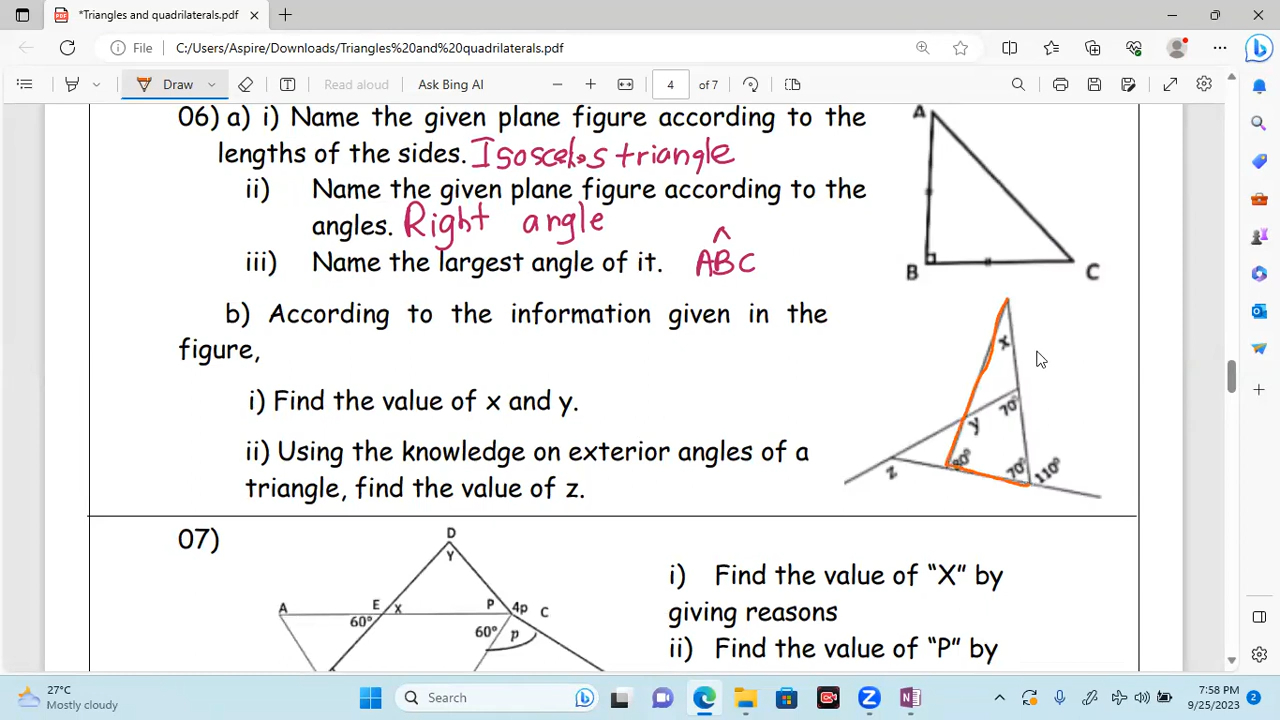 *Triangles and quadrilaterals.pdf
File C:/Users/Aspire/Downloads/Triangles%20and%20quadrilaterals.pdf
Draw Read aloud Ask Bing AI 4 of 7
06) a) i) Name the given plane figure according to the
lengths of the sides. Isosceles triangle
ii) Name the given plane figure according to the
angles. Right angle
iii) Name the largest angle of it. AB̂C
A
B
C
b) According to the information given in the
figure,
i) Find the value of x and y.
ii) Using the knowledge on exterior angles of a
triangle, find the value of z.
x
70°
y
80°
70°
110°
z
07)
D
Y
A E x P 4p C
60° 60° p
i) Find the value of “X” by
giving reasons
ii) Find the value of “P” by
27°C
Mostly cloudy
Search
7:58 PM
9/25/2023
2